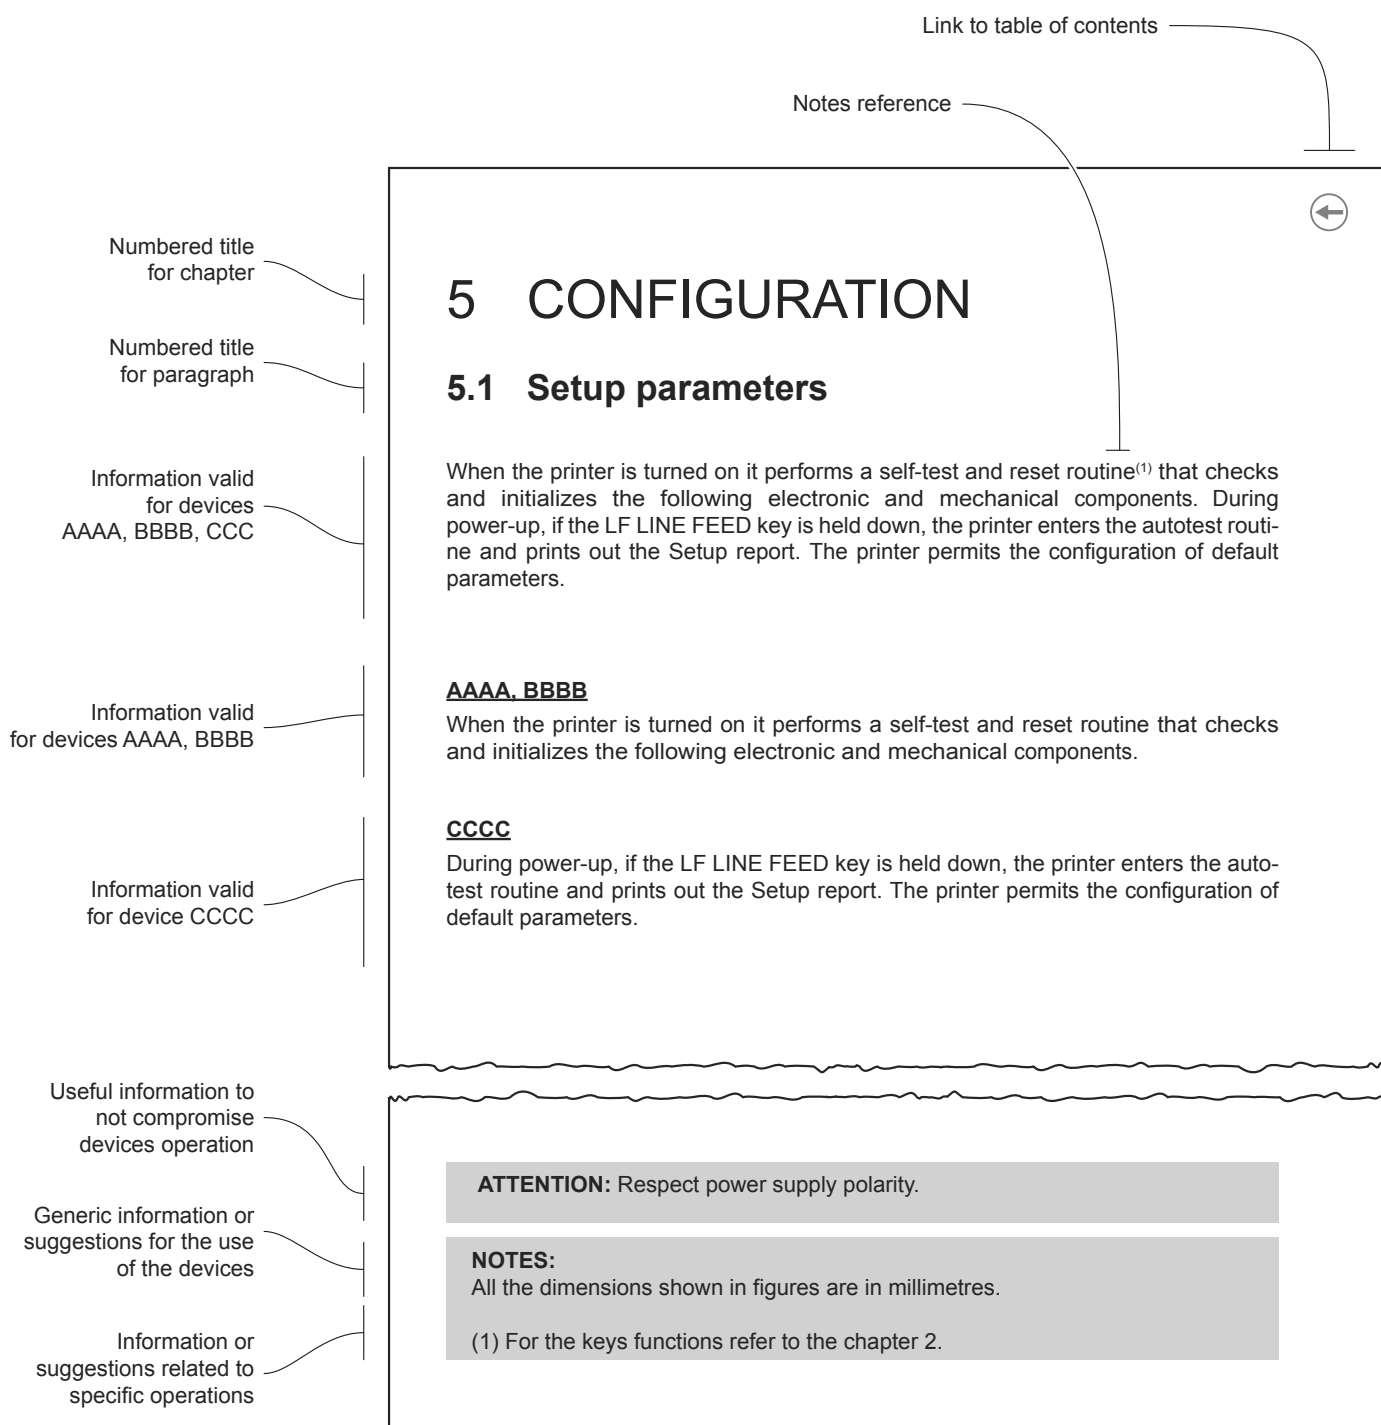 Link to table of contents
Notes reference
Numbered title
for chapter
5 CONFIGURATION
Numbered title
for paragraph
5.1 Setup parameters
Information valid
for devices
AAAA, BBBB, CCC
When the printer is turned on it performs a self-test and reset routine(1) that checks
and initializes the following electronic and mechanical components. During
power-up, if the LF LINE FEED key is held down, the printer enters the autotest routi-
ne and prints out the Setup report. The printer permits the configuration of default
parameters.
Information valid
for devices AAAA, BBBB
AAAA, BBBB
When the printer is turned on it performs a self-test and reset routine that checks
and initializes the following electronic and mechanical components.
Information valid
for device CCCC
CCCC
During power-up, if the LF LINE FEED key is held down, the printer enters the auto-
test routine and prints out the Setup report. The printer permits the configuration of
default parameters.
Useful information to
not compromise
devices operation
ATTENTION: Respect power supply polarity.
Generic information or
suggestions for the use
of the devices
NOTES:
All the dimensions shown in figures are in millimetres.
Information or
suggestions related to
specific operations
(1) For the keys functions refer to the chapter 2.